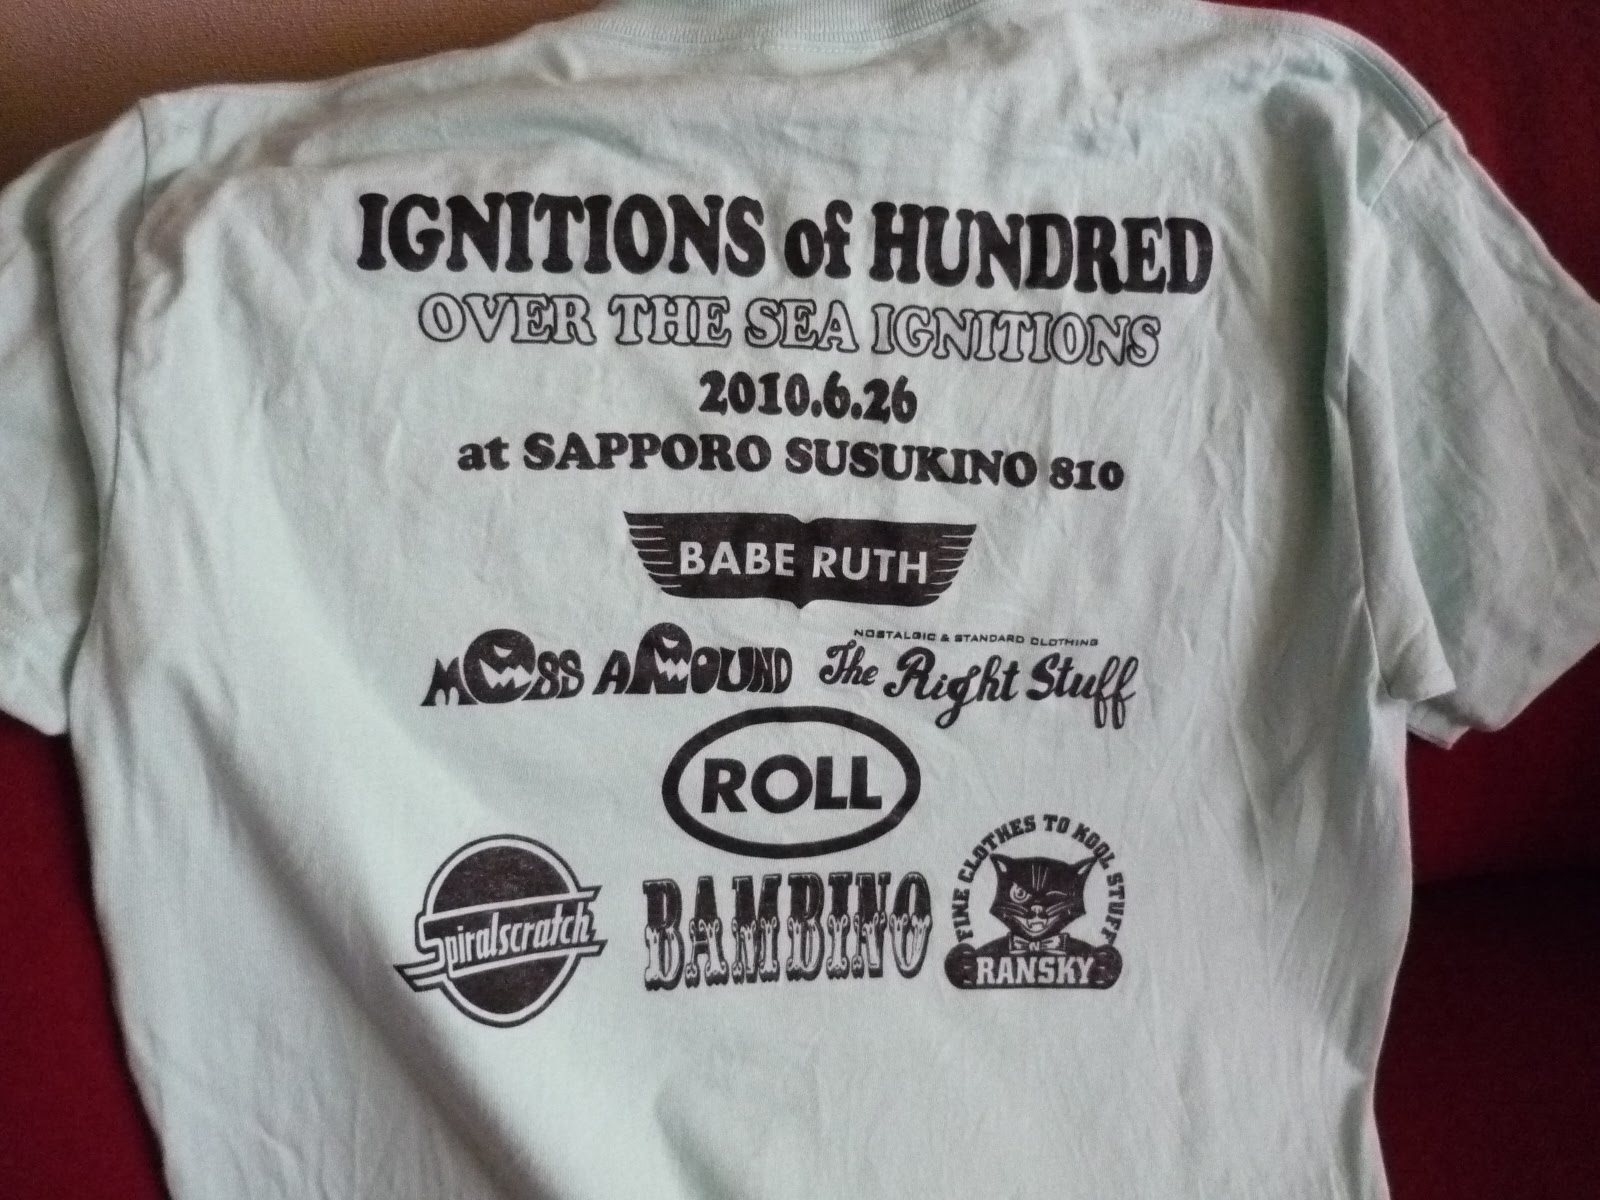 IGNITIONS of HUNDRED
OVER THE SEA IGNITIONS
2010.6.26
at SAPPORO SUSUKINO 810
BABE RUTH
MOSS AROUND
NOSTALGIC & STANDARD CLOTHING
The Right Stuff
ROLL
Spiralscratch
BAMBINO
FINE CLOTHES TO KOOL STUFF
RANSKY